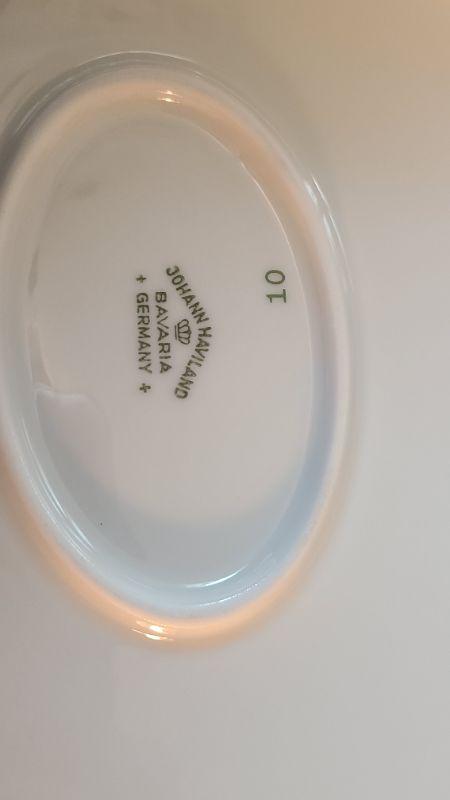 10
JOHANN HAVILAND
BAVARIA
+ GERMANY +